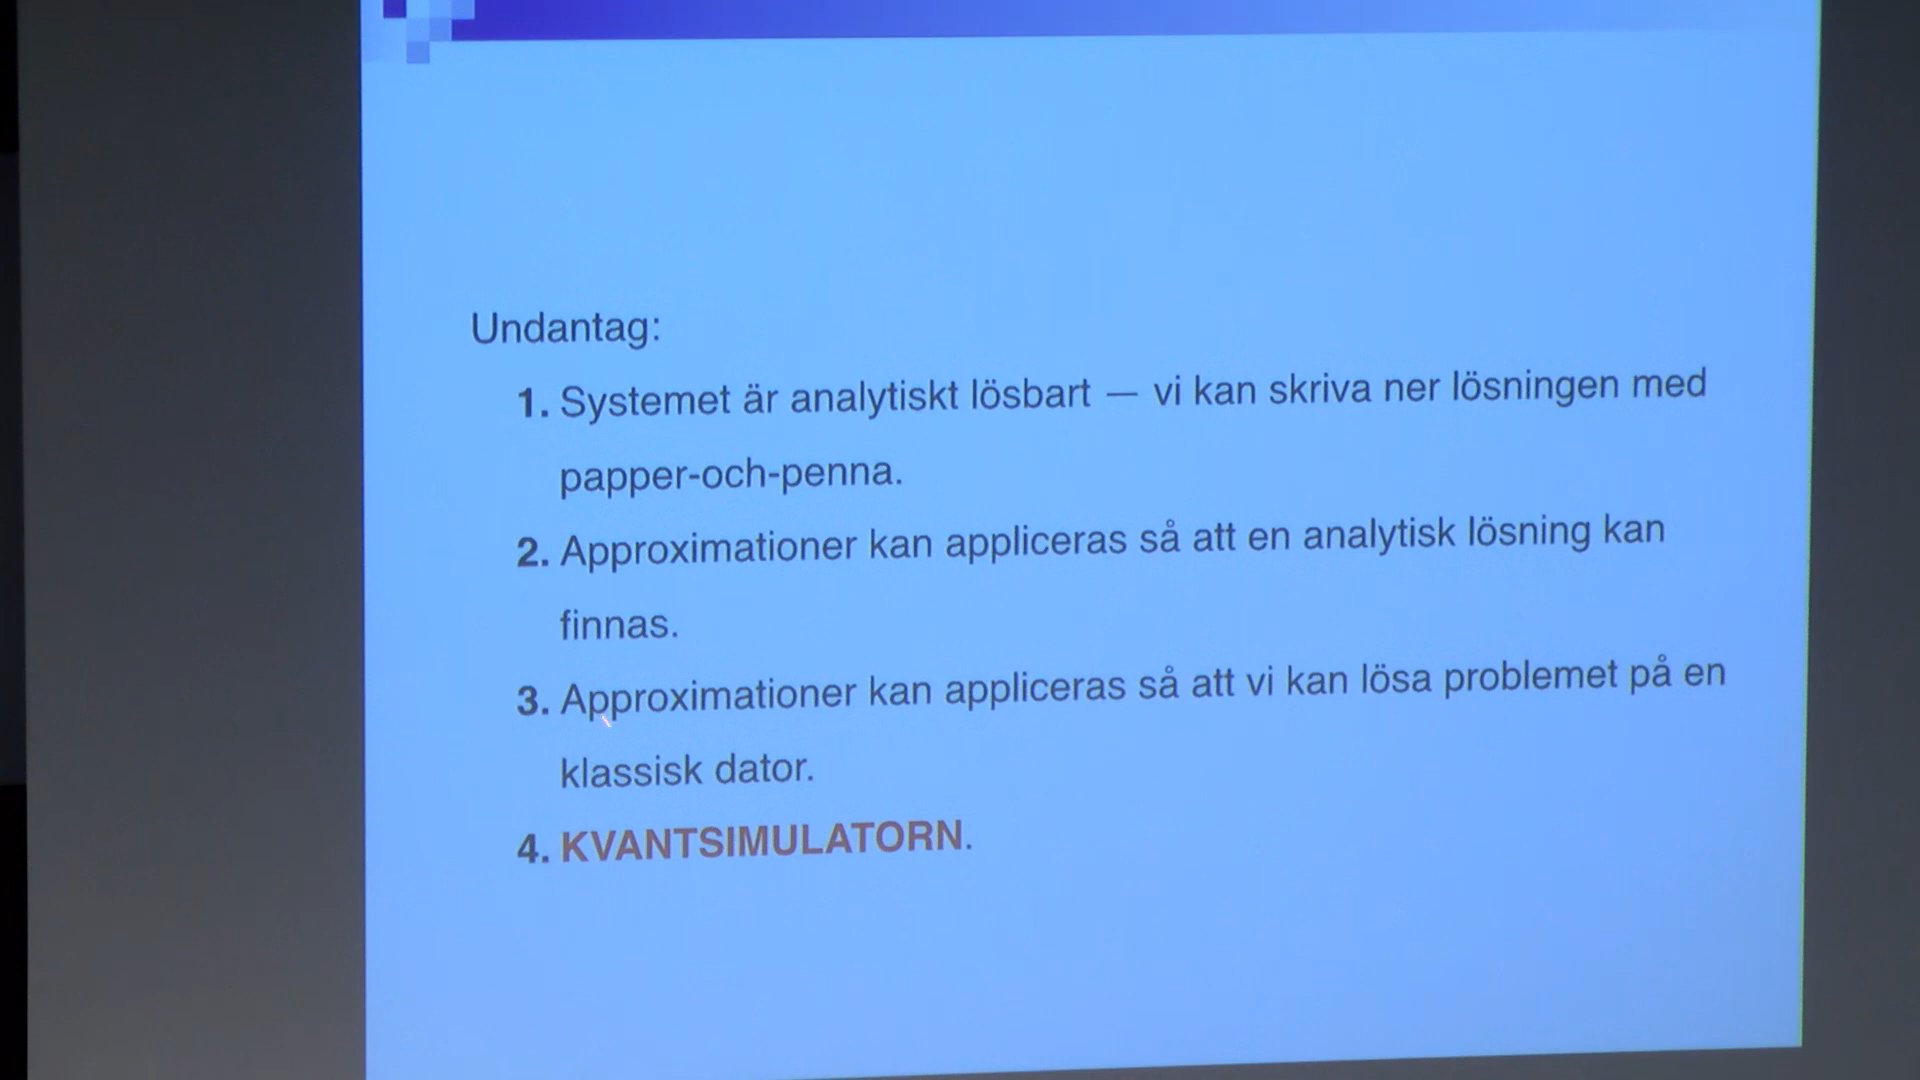 Undantag:
1. Systemet är analytiskt lösbart — vi kan skriva ner lösningen med
papper-och-penna.
2. Approximationer kan appliceras så att en analytisk lösning kan
finnas.
3. Approximationer kan appliceras så att vi kan lösa problemet på en
klassisk dator.
4. KVANTSIMULATORN.